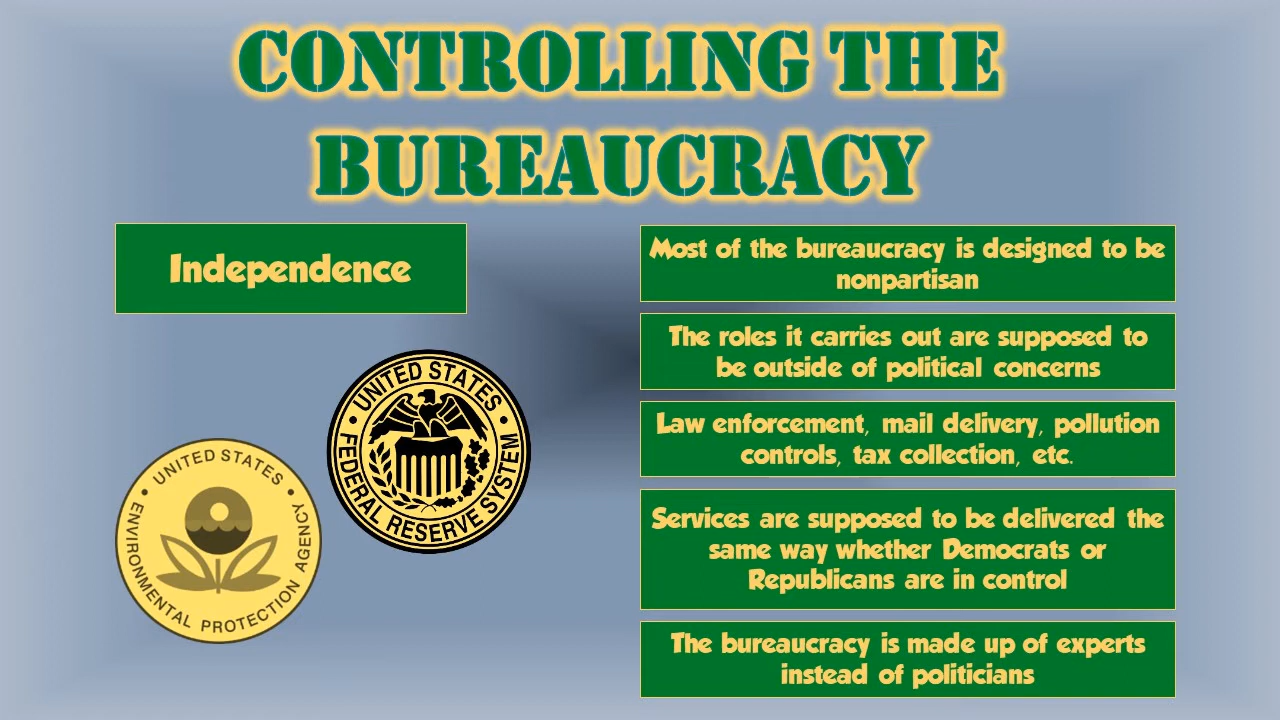 CONTROLLING THE
BUREAUCRACY
Independence
UNITED STATES
FEDERAL RESERVE SYSTEM
UNITED STATES
ENVIRONMENTAL PROTECTION AGENCY
Most of the bureaucracy is designed to be
nonpartisan
The roles it carries out are supposed to
be outside of political concerns
Law enforcement, mail delivery, pollution
controls, tax collection, etc.
Services are supposed to be delivered the
same way whether Democrats or
Republicans are in control
The bureaucracy is made up of experts
instead of politicians